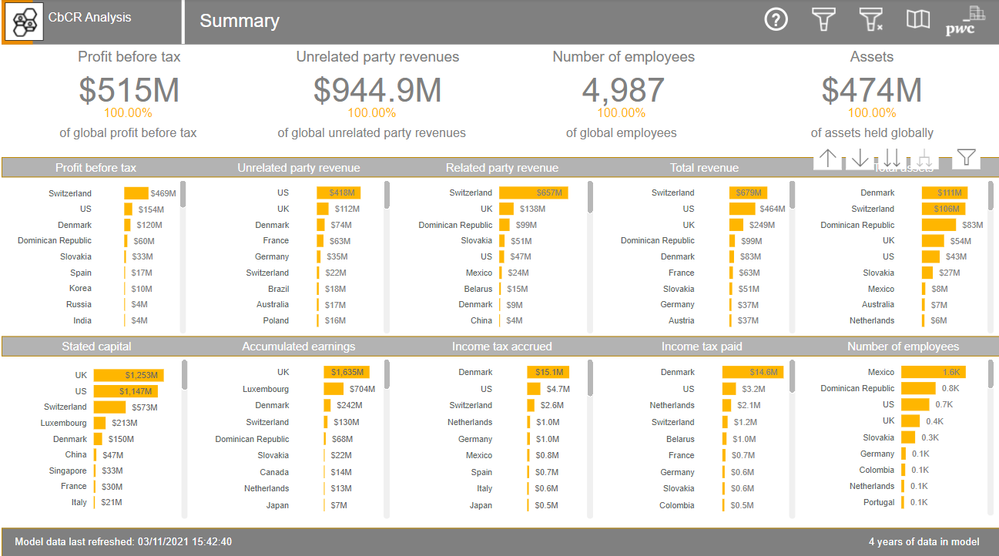 CbCR Analysis
Summary
?
pwc
Profit before tax
Unrelated party revenues
Number of employees
Assets
$515M
$944.9M
4,987
$474M
100.00%
100.00%
100.00%
100.00%
of global profit before tax
of global unrelated party revenues
of global employees
of assets held globally
Profit before tax
Switzerland $469M
US $154M
Denmark $120M
Dominican Republic $60M
Slovakia $33M
Spain $17M
Korea $10M
Russia $4M
India $4M
Unrelated party revenue
US $418M
UK $112M
Denmark $74M
France $63M
Germany $35M
Switzerland $22M
Brazil $18M
Australia $17M
Poland $16M
Related party revenue
Switzerland $657M
UK $138M
Dominican Republic $99M
Slovakia $51M
US $47M
Mexico $24M
Belarus $15M
Denmark $9M
China $4M
Total revenue
Switzerland $679M
US $464M
UK $249M
Dominican Republic $99M
Denmark $83M
France $63M
Slovakia $51M
Germany $37M
Austria $37M
Total assets
Denmark $111M
Switzerland $106M
Dominican Republic $83M
UK $54M
US $43M
Slovakia $27M
Mexico $8M
Australia $7M
Netherlands $6M
Stated capital
UK $1,253M
US $1,147M
Switzerland $573M
Luxembourg $213M
Denmark $150M
China $47M
Singapore $33M
France $30M
Italy $21M
Accumulated earnings
UK $1,635M
Luxembourg $704M
Denmark $242M
Switzerland $130M
Dominican Republic $68M
Slovakia $22M
Canada $14M
Netherlands $13M
Japan $7M
Income tax accrued
Denmark $15.1M
US $4.7M
Switzerland $2.6M
Netherlands $1.0M
Germany $1.0M
Mexico $0.8M
Spain $0.7M
Italy $0.6M
Japan $0.5M
Income tax paid
Denmark $14.6M
US $3.2M
Netherlands $2.1M
Switzerland $1.2M
Belarus $1.0M
France $0.7M
Germany $0.6M
Slovakia $0.6M
Colombia $0.5M
Number of employees
Mexico 1.6K
Dominican Republic 0.8K
US 0.7K
UK 0.4K
Slovakia 0.3K
Germany 0.1K
Colombia 0.1K
Netherlands 0.1K
Portugal 0.1K
Model data last refreshed: 03/11/2021 15:42:40
4 years of data in model